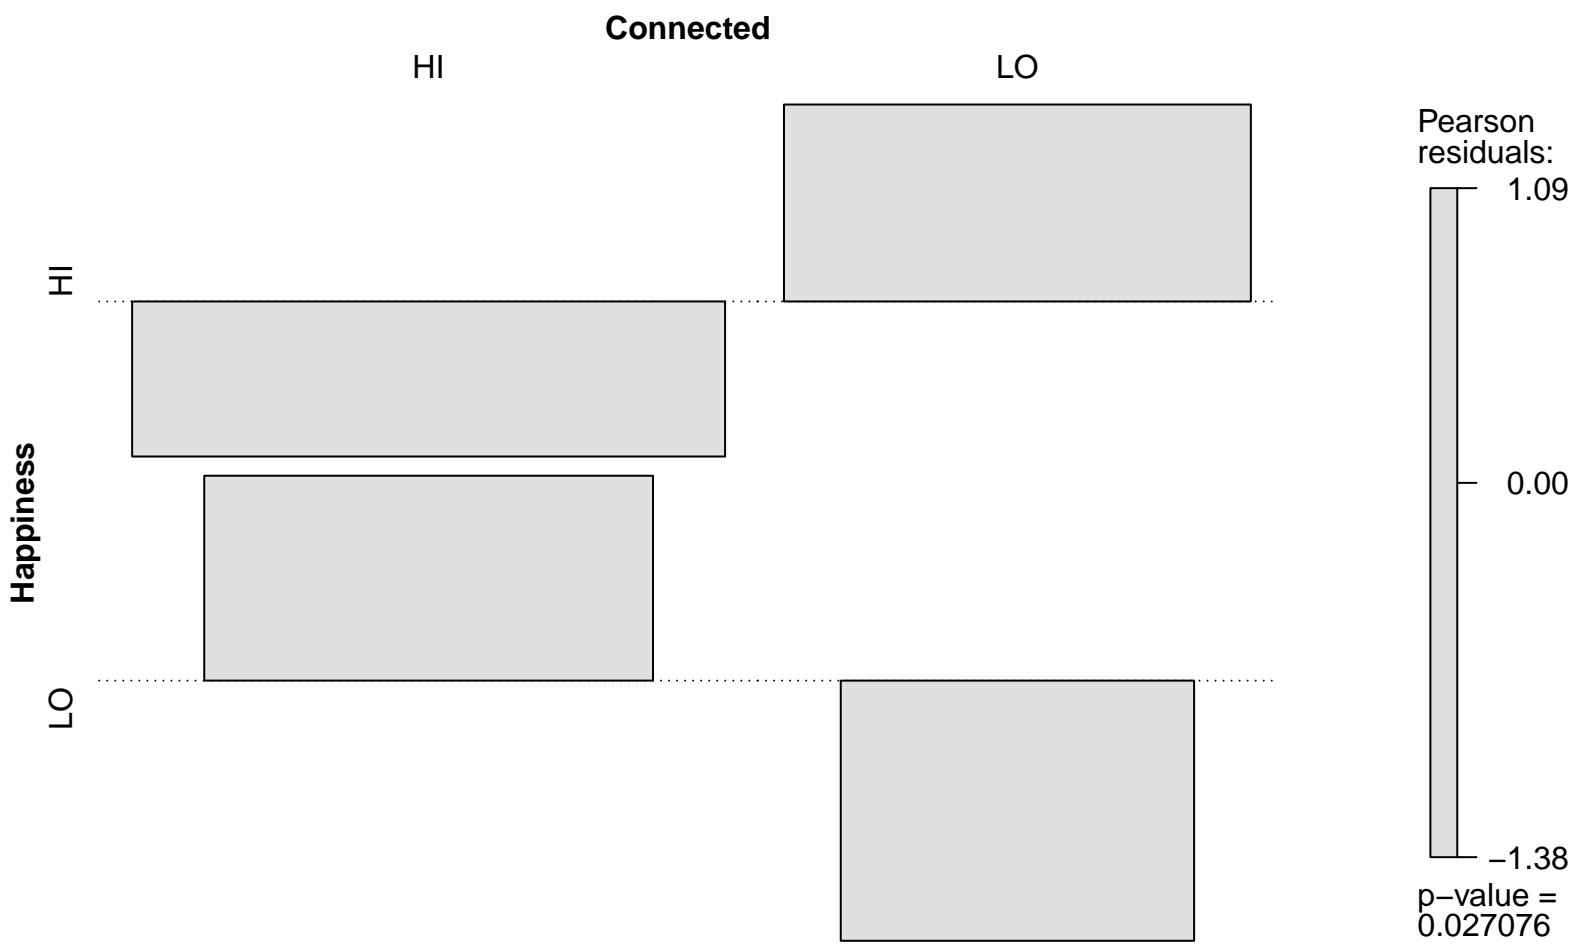 Connected
HI
LO
HI
Happiness
LO
Pearson
residuals:
1.09
0.00
−1.38
p−value =
0.027076